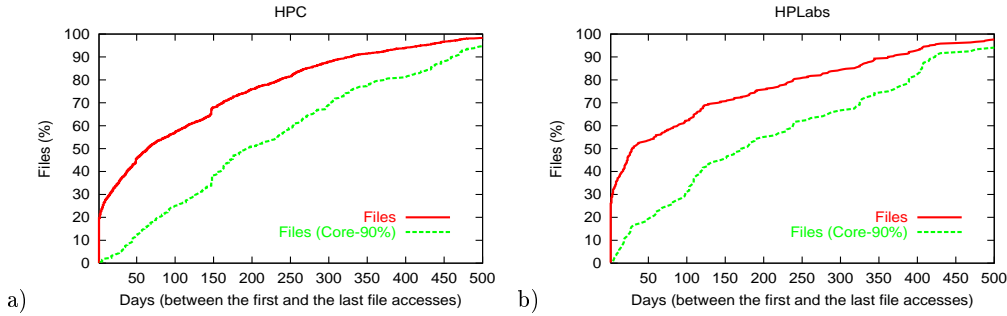 HPC
100
90
80
70
60
50
40
30
20
10
0
Files (%)
Files
Files (Core-90%)
50 100 150 200 250 300 350 400 450 500
Days (between the first and the last file accesses)
a)
HPLabs
100
90
80
70
60
50
40
30
20
10
0
Files (%)
Files
Files (Core-90%)
50 100 150 200 250 300 350 400 450 500
Days (between the first and the last file accesses)
b)